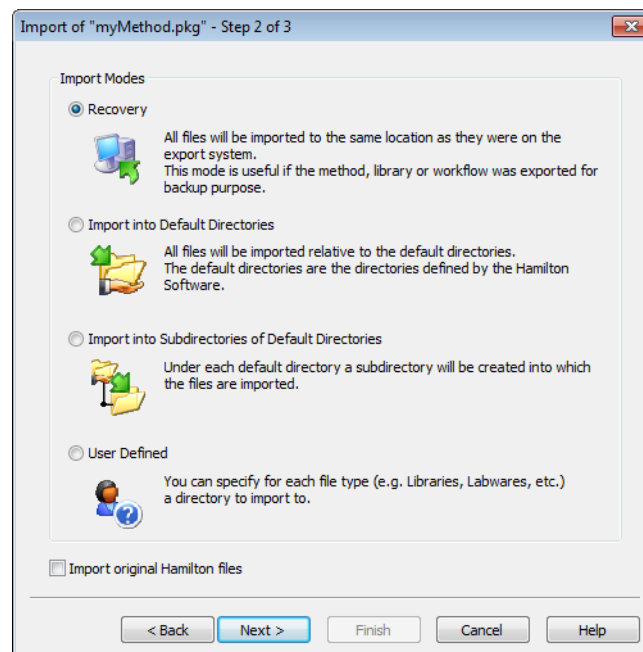 Import of "myMethod.pkg" - Step 2 of 3
Import Modes
Recovery
All files will be imported to the same location as they were on the
export system.
This mode is useful if the method, library or workflow was exported for
backup purpose.
Import into Default Directories
All files will be imported relative to the default directories.
The default directories are the directories defined by the Hamilton
Software.
Import into Subdirectories of Default Directories
Under each default directory a subdirectory will be created into which
the files are imported.
User Defined
You can specify for each file type (e.g. Libraries, Labwares, etc.)
a directory to import to.
Import original Hamilton files
< Back Next > Finish Cancel Help